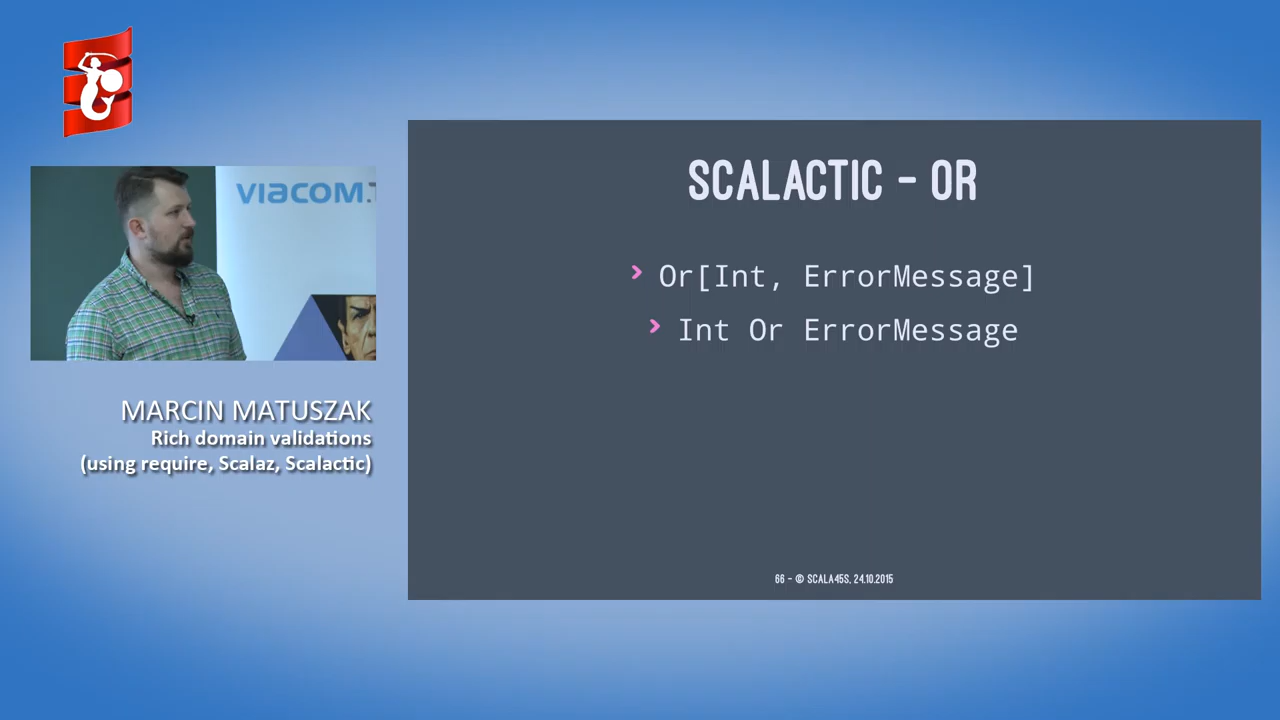 VIACOM.T
MARCIN MATUSZAK
Rich domain validations
(using require, Scalaz, Scalactic)
SCALACTIC - OR
Or[Int, ErrorMessage]
Int Or ErrorMessage
66 - © SCALA45S, 24.10.2015